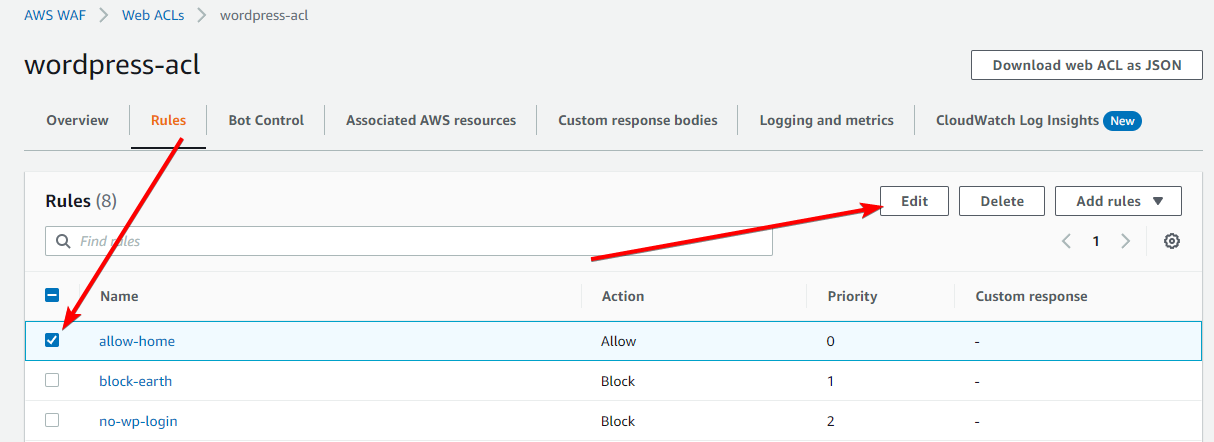 AWS WAF > Web ACLs > wordpress-acl
wordpress-acl
Download web ACL as JSON
Overview Rules Bot Control Associated AWS resources Custom response bodies Logging and metrics CloudWatch Log Insights New
Rules (8)
Edit Delete Add rules
Find rules
1
Name Action Priority Custom response
allow-home Allow 0 -
block-earth Block 1 -
no-wp-login Block 2 -